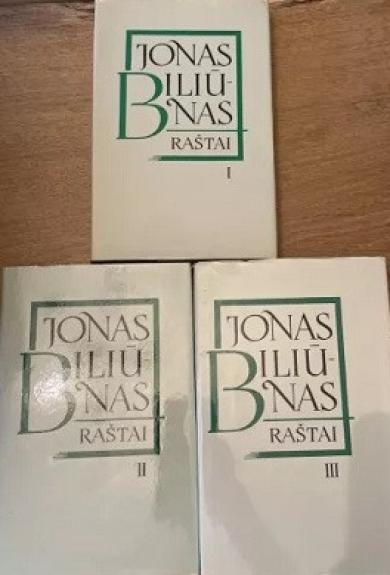 JONAS
BILIŪ-
NAS
RAŠTAI
I
JONAS
BILIŪ-
NAS
RAŠTAI
II
JONAS
BILIŪ-
NAS
RAŠTAI
III